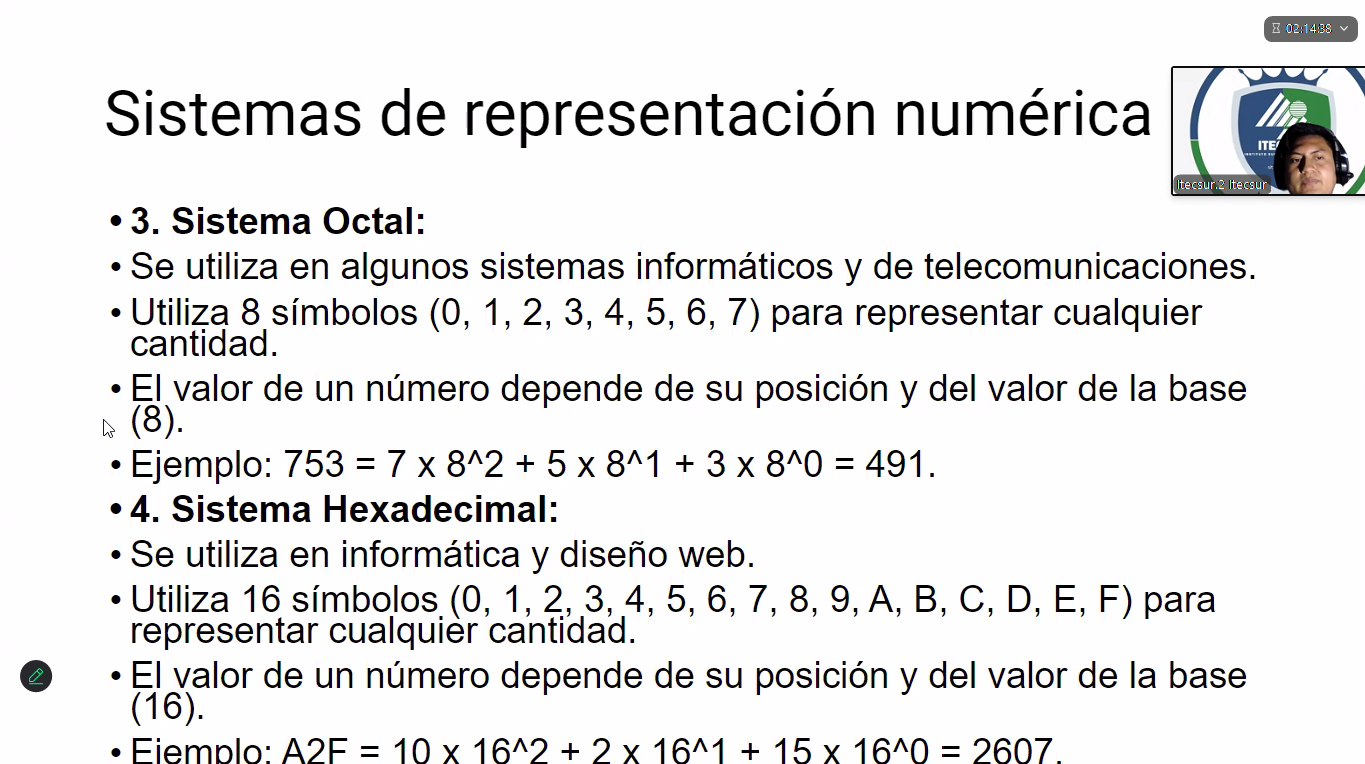 02:14:38
Sistemas de representación numérica
ITEC
Itecsur.2 Itecsur
• 3. Sistema Octal:
• Se utiliza en algunos sistemas informáticos y de telecomunicaciones.
• Utiliza 8 símbolos (0, 1, 2, 3, 4, 5, 6, 7) para representar cualquier
cantidad.
• El valor de un número depende de su posición y del valor de la base
(8).
• Ejemplo: 753 = 7 x 8^2 + 5 x 8^1 + 3 x 8^0 = 491.
• 4. Sistema Hexadecimal:
• Se utiliza en informática y diseño web.
• Utiliza 16 símbolos (0, 1, 2, 3, 4, 5, 6, 7, 8, 9, A, B, C, D, E, F) para
representar cualquier cantidad.
• El valor de un número depende de su posición y del valor de la base
(16).
• Ejemplo: A2F = 10 x 16^2 + 2 x 16^1 + 15 x 16^0 = 2607.